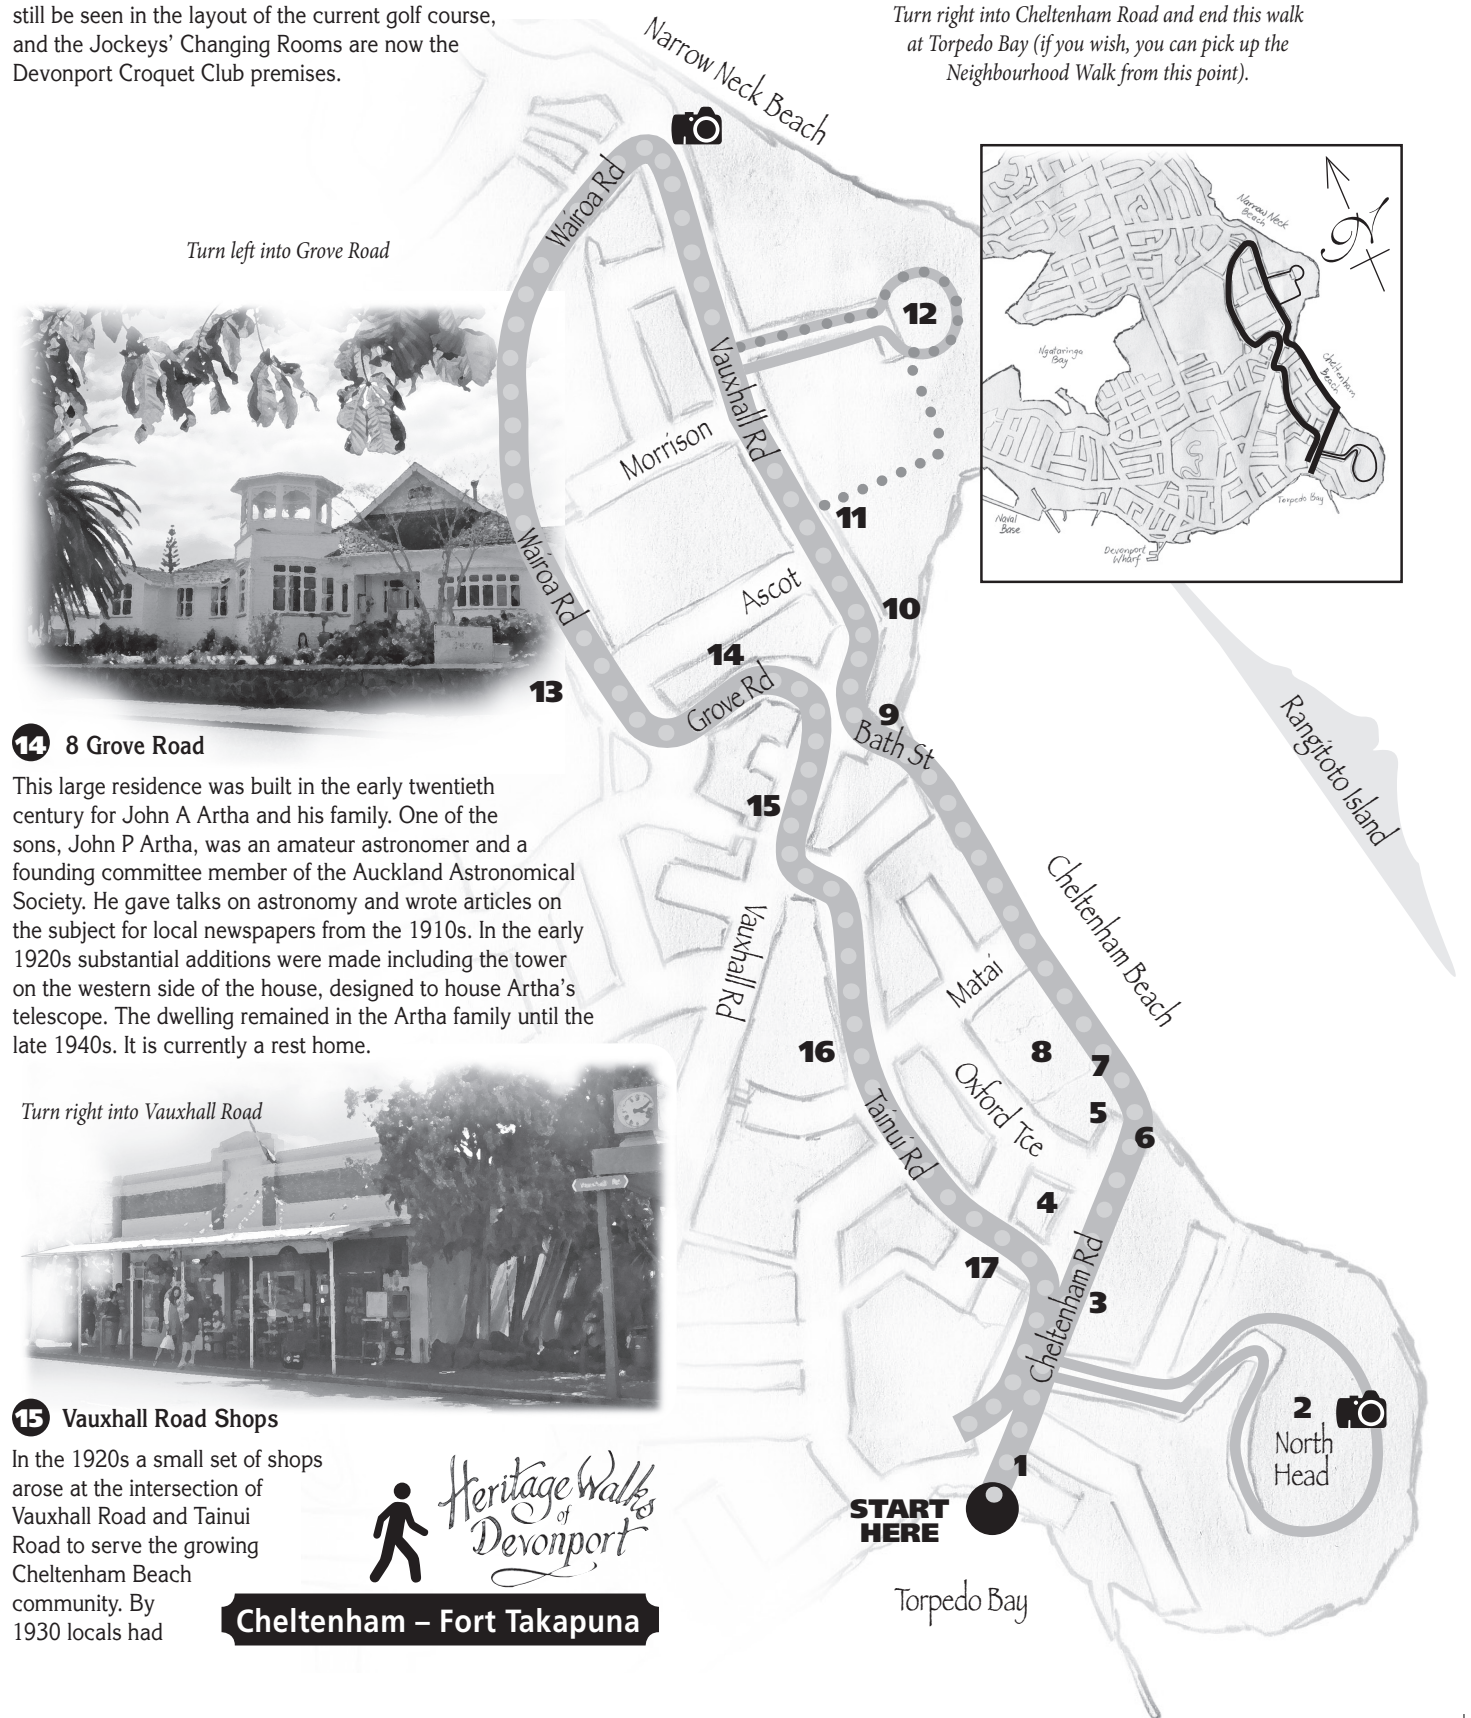 still be seen in the layout of the current golf course,
and the Jockeys’ Changing Rooms are now the
Devonport Croquet Club premises.
Turn left into Grove Road
14 8 Grove Road
This large residence was built in the early twentieth
century for John A Artha and his family. One of the
sons, John P Artha, was an amateur astronomer and a
founding committee member of the Auckland Astronomical
Society. He gave talks on astronomy and wrote articles on
the subject for local newspapers from the 1910s. In the early
1920s substantial additions were made including the tower
on the western side of the house, designed to house Artha’s
telescope. The dwelling remained in the Artha family until the
late 1940s. It is currently a rest home.
Turn right into Vauxhall Road
Vauxhall Rd
15 Vauxhall Road Shops
In the 1920s a small set of shops
arose at the intersection of
Vauxhall Road and Tainui
Road to serve the growing
Cheltenham Beach
community. By
1930 locals had
Heritage Walks
of
Devonport
Cheltenham – Fort Takapuna
Turn right into Cheltenham Road and end this walk
at Torpedo Bay (if you wish, you can pick up the
Neighbourhood Walk from this point).
Narrow Neck Beach
Wairoa Rd
12
Vauxhall Rd
Morrison
11
Wairoa Rd
Ascot
10
14
13
Grove Rd
9
Bath St
15
Vauxhall Rd
Cheltenham Beach
Matai
16
8
7
Oxford Tce
5
6
Tainui Rd
4
17
3
Cheltenham Rd
2
North
Head
1
START
HERE
Torpedo Bay
Rangitoto Island
Narrow Neck
Beach
N
Ngataringa
Bay
Cheltenham
Beach
Torpedo Bay
Naval
Base
Devonport
Wharf